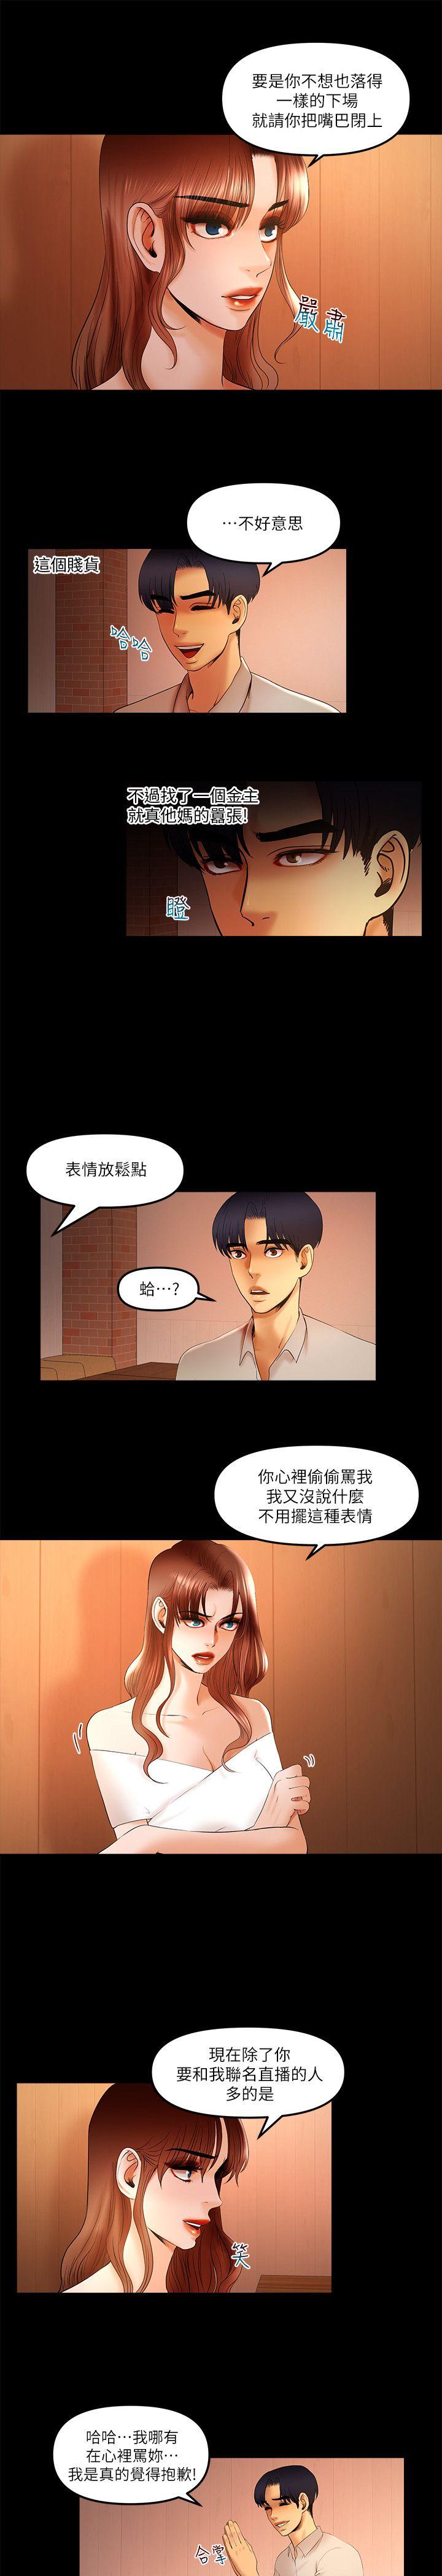 要是你不想也落得
一樣的下場
就請你把嘴巴閉上
嚴肅
…不好意思
這個賤貨
哈哈
不過找了一個金主
就真他媽的囂張!
瞪
表情放鬆點
蛤…?
你心裡偷偷罵我
我又沒說什麼
不用擺這種表情
現在除了你
要和我聯名直播的人
多的是
笑
哈哈…我哪有
在心裡罵妳…
我是真的覺得抱歉!
合掌